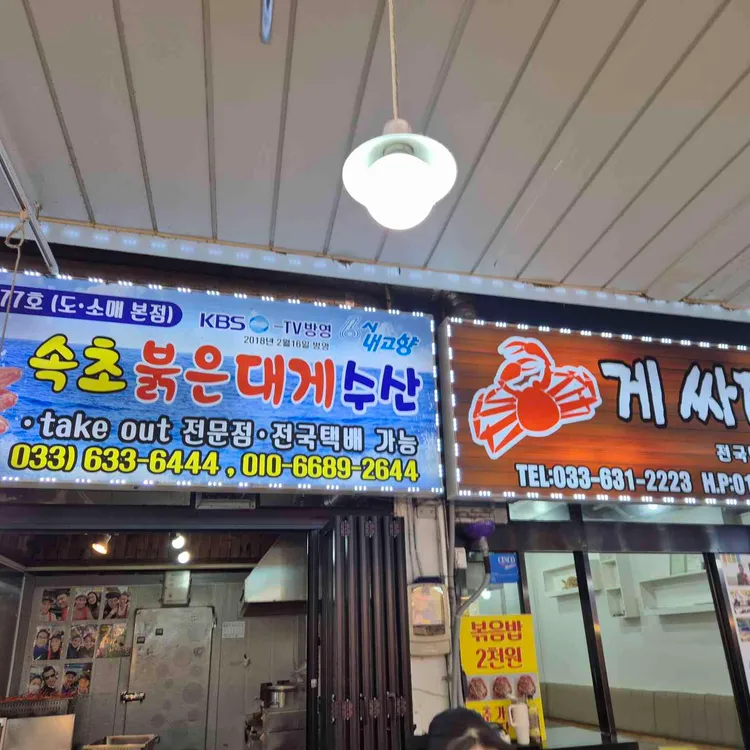 77호 (도·소매 본점)
KBS -TV방영 6시 내고향
2018년 2월16일 방영
속초붉은대게수산
·take out 전문점·전국택배 가능
033) 633-6444 , 010-6689-2644
게 싸
전국
TEL:033-631-2223 H.P:01
볶음밥
2천원